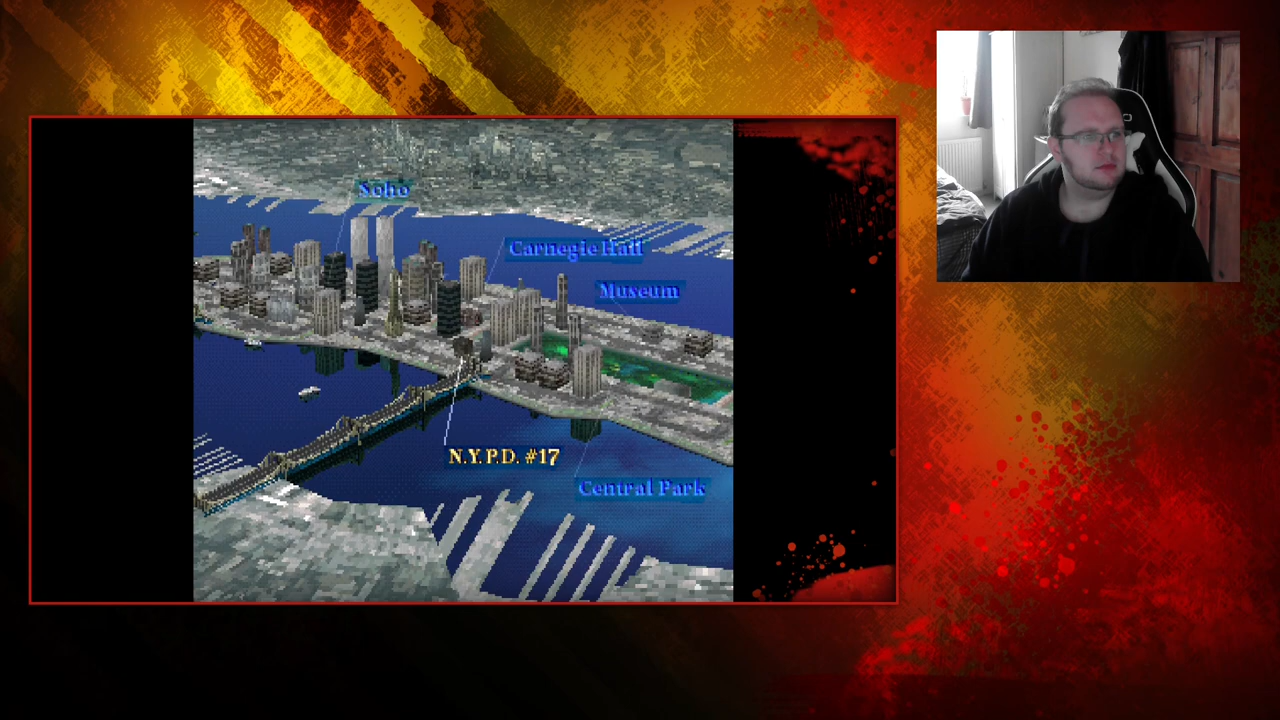 Soho
Carnegie Hall
Museum
N.Y.P.D. #17
Central Park